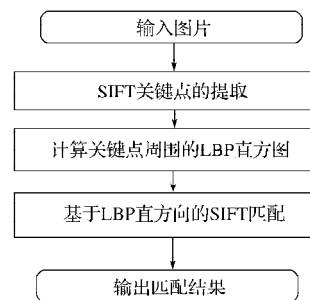 输入图片
SIFT关键点的提取
计算关键点周围的LBP直方图
基于LBP直方向的SIFT匹配
输出匹配结果